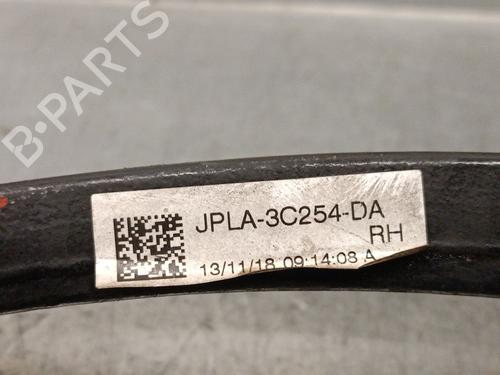 B-PARTS
JPLA-3C254-DA
RH
13/11/18 09:14:08 A